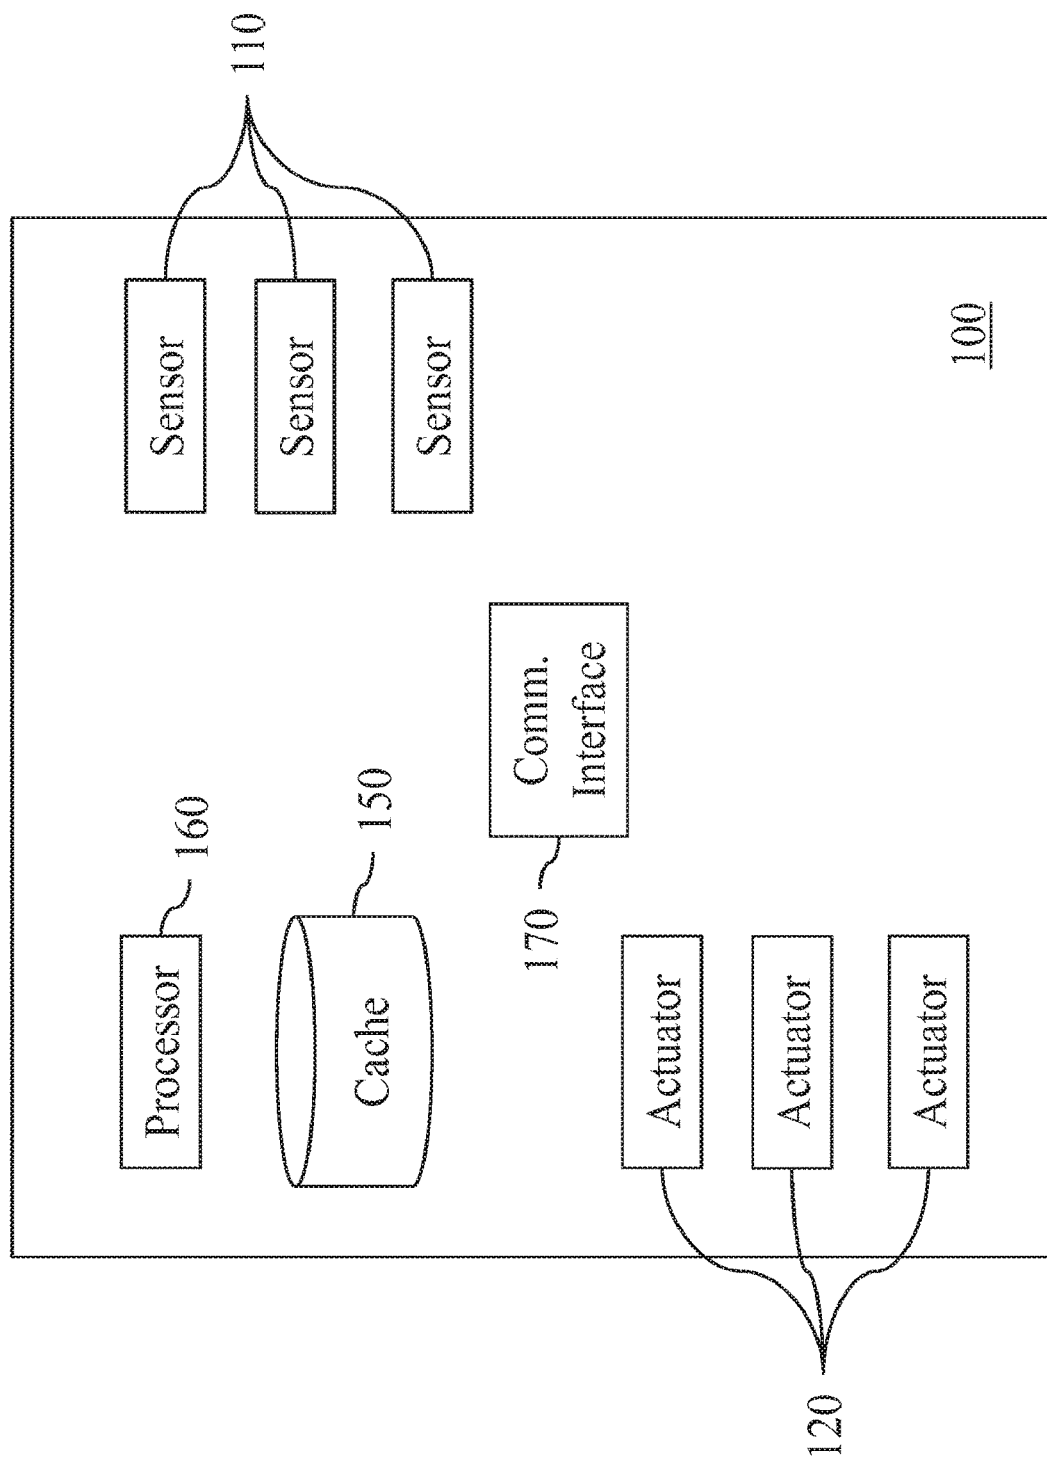 Processor
160
Sensor
110
Sensor
Cache
150
Sensor
170
Comm.
Interface
Actuator
Actuator
120
Actuator
100